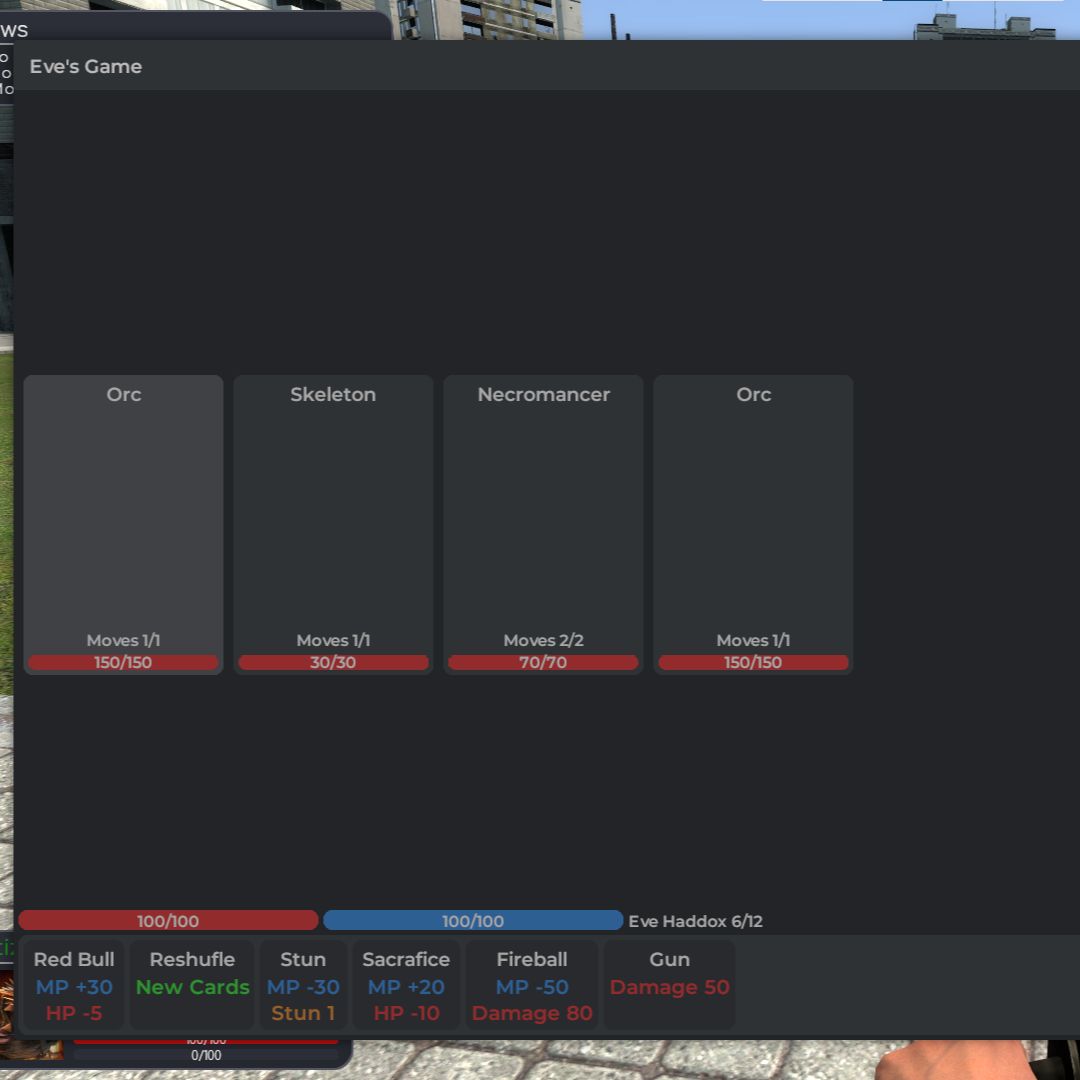 ws
Eve's Game
Orc
Skeleton
Necromancer
Orc
Moves 1/1
Moves 1/1
Moves 2/2
Moves 1/1
150/150
30/30
70/70
150/150
100/100
100/100
Eve Haddox 6/12
Red Bull
MP +30
HP -5
Reshufle
New Cards
Stun
MP -30
Stun 1
Sacrafice
MP +20
HP -10
Fireball
MP -50
Damage 80
Gun
Damage 50
100/100
0/100